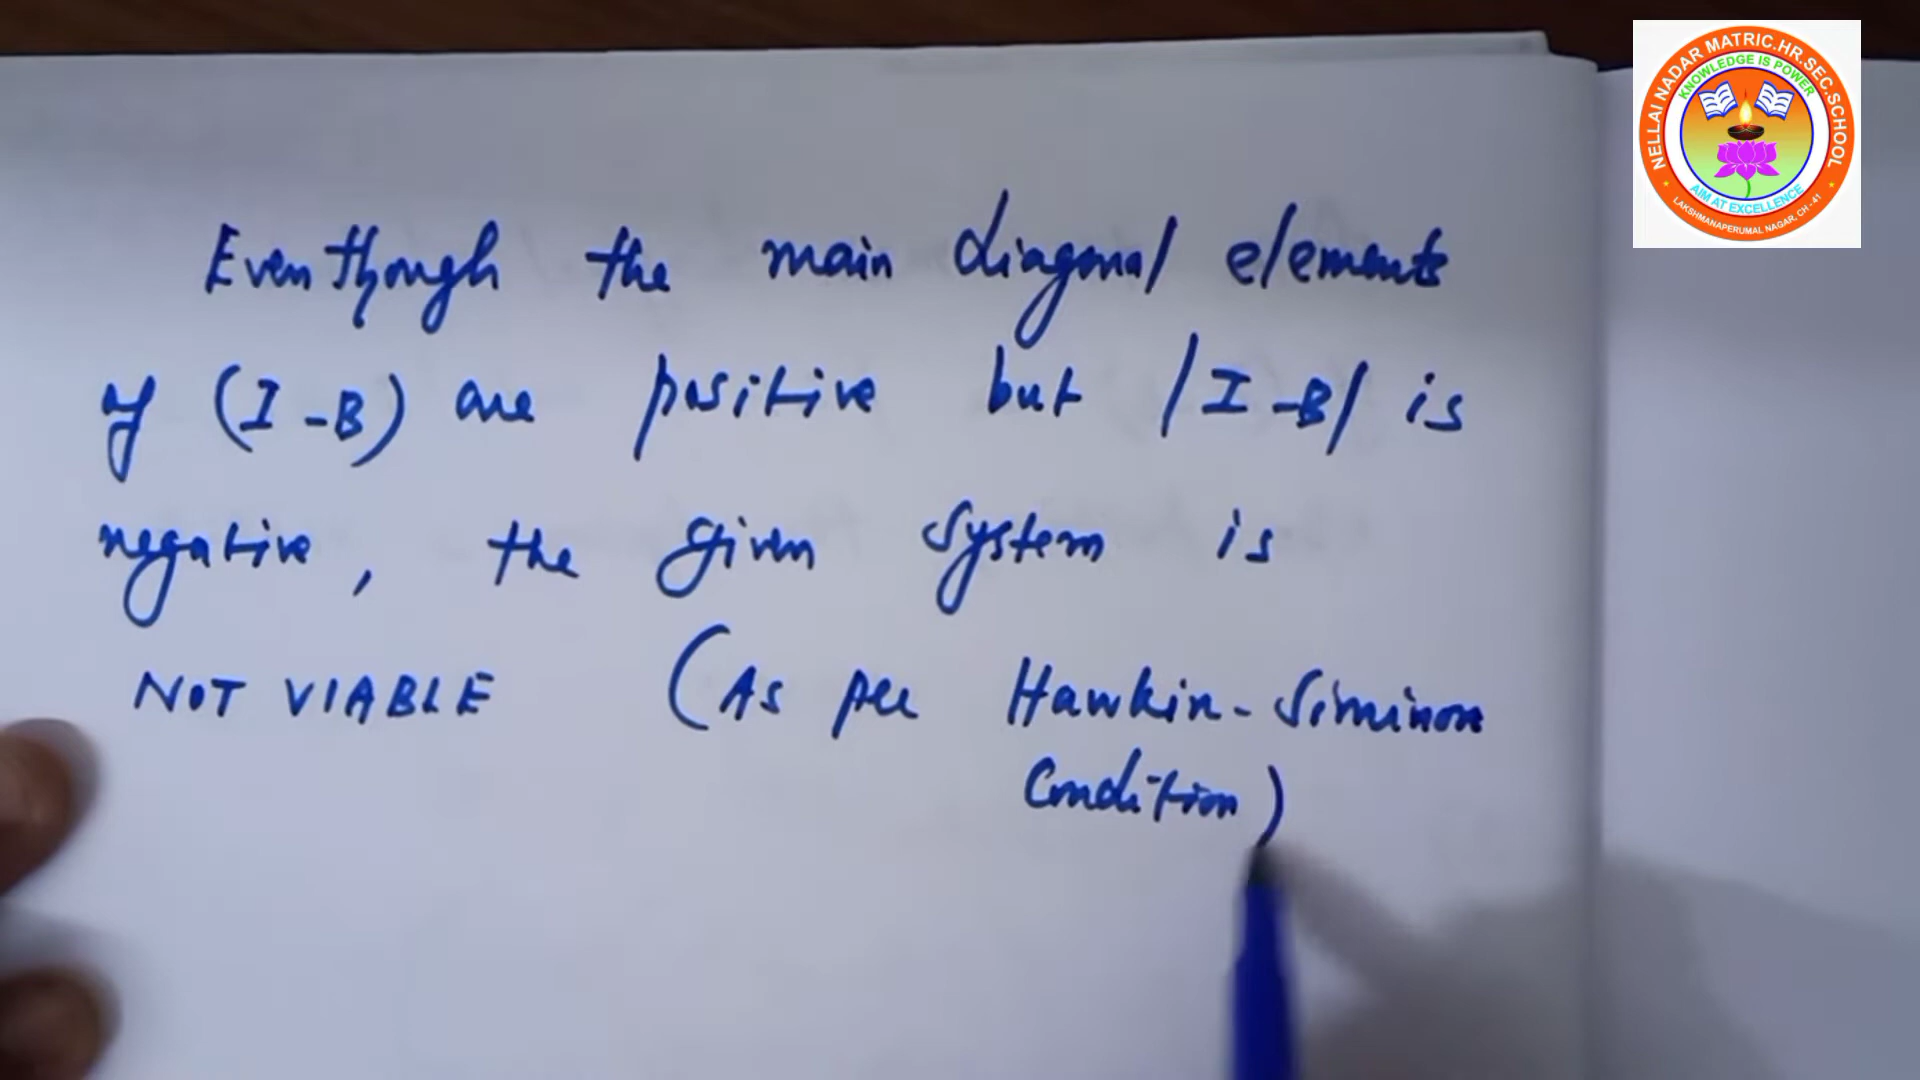 Eventhough the main diagonal elements
of (I-B) are positive but |I-B| is
negative, the given system is
NOT VIABLE (As per Hawkin-Siminon
Condition)
NELLAI NADAR MATRIC.HR.SEC.SCHOOL
KNOWLEDGE IS POWER
AIM AT EXCELLENCE
LAKSHMANAPERUMAL NAGAR, CH - 41